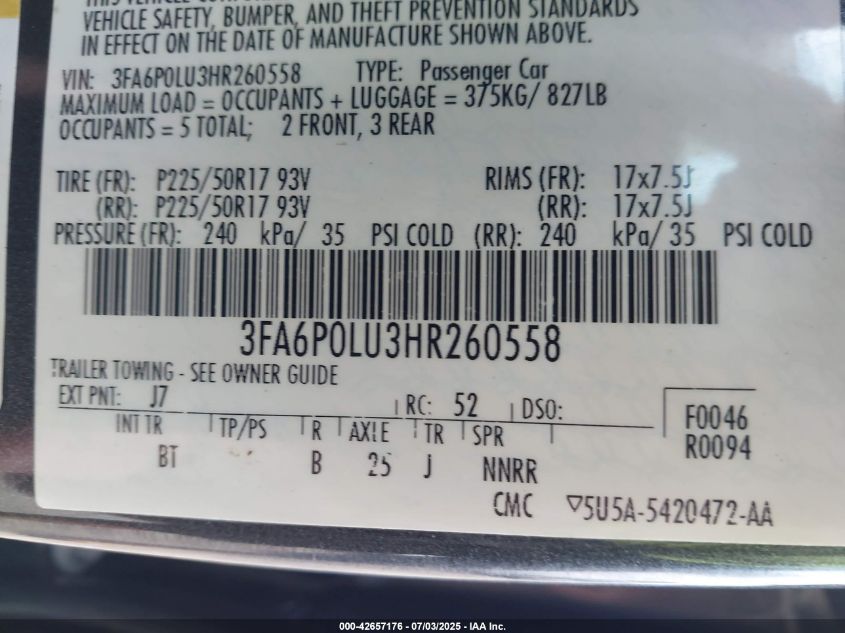 VEHICLE SAFETY, BUMPER, AND THEFT PREVENTION STANDARDS
IN EFFECT ON THE DATE OF MANUFACTURE SHOWN ABOVE.
VIN: 3FA6P0LU3HR260558 TYPE: Passenger Car
MAXIMUM LOAD = OCCUPANTS + LUGGAGE = 375KG/ 827LB
OCCUPANTS = 5 TOTAL; 2 FRONT, 3 REAR
TIRE (FR): P225/50R17 93V RIMS (FR): 17x7.5J
(RR): P225/50R17 93V (RR): 17x7.5J
PRESSURE (FR): 240 kPa/ 35 PSI COLD (RR): 240 kPa/ 35 PSI COLD
3FA6P0LU3HR260558
TRAILER TOWING - SEE OWNER GUIDE
EXT PNT: J7 RC: 52 DSO:
INT TR TP/PS R AXLE TR SPR F0046
R0094
BT B 25 J NNRR
CMC ▽5U5A-5420472-AA
000-42657176 - 07/03/2025 - IAA Inc.